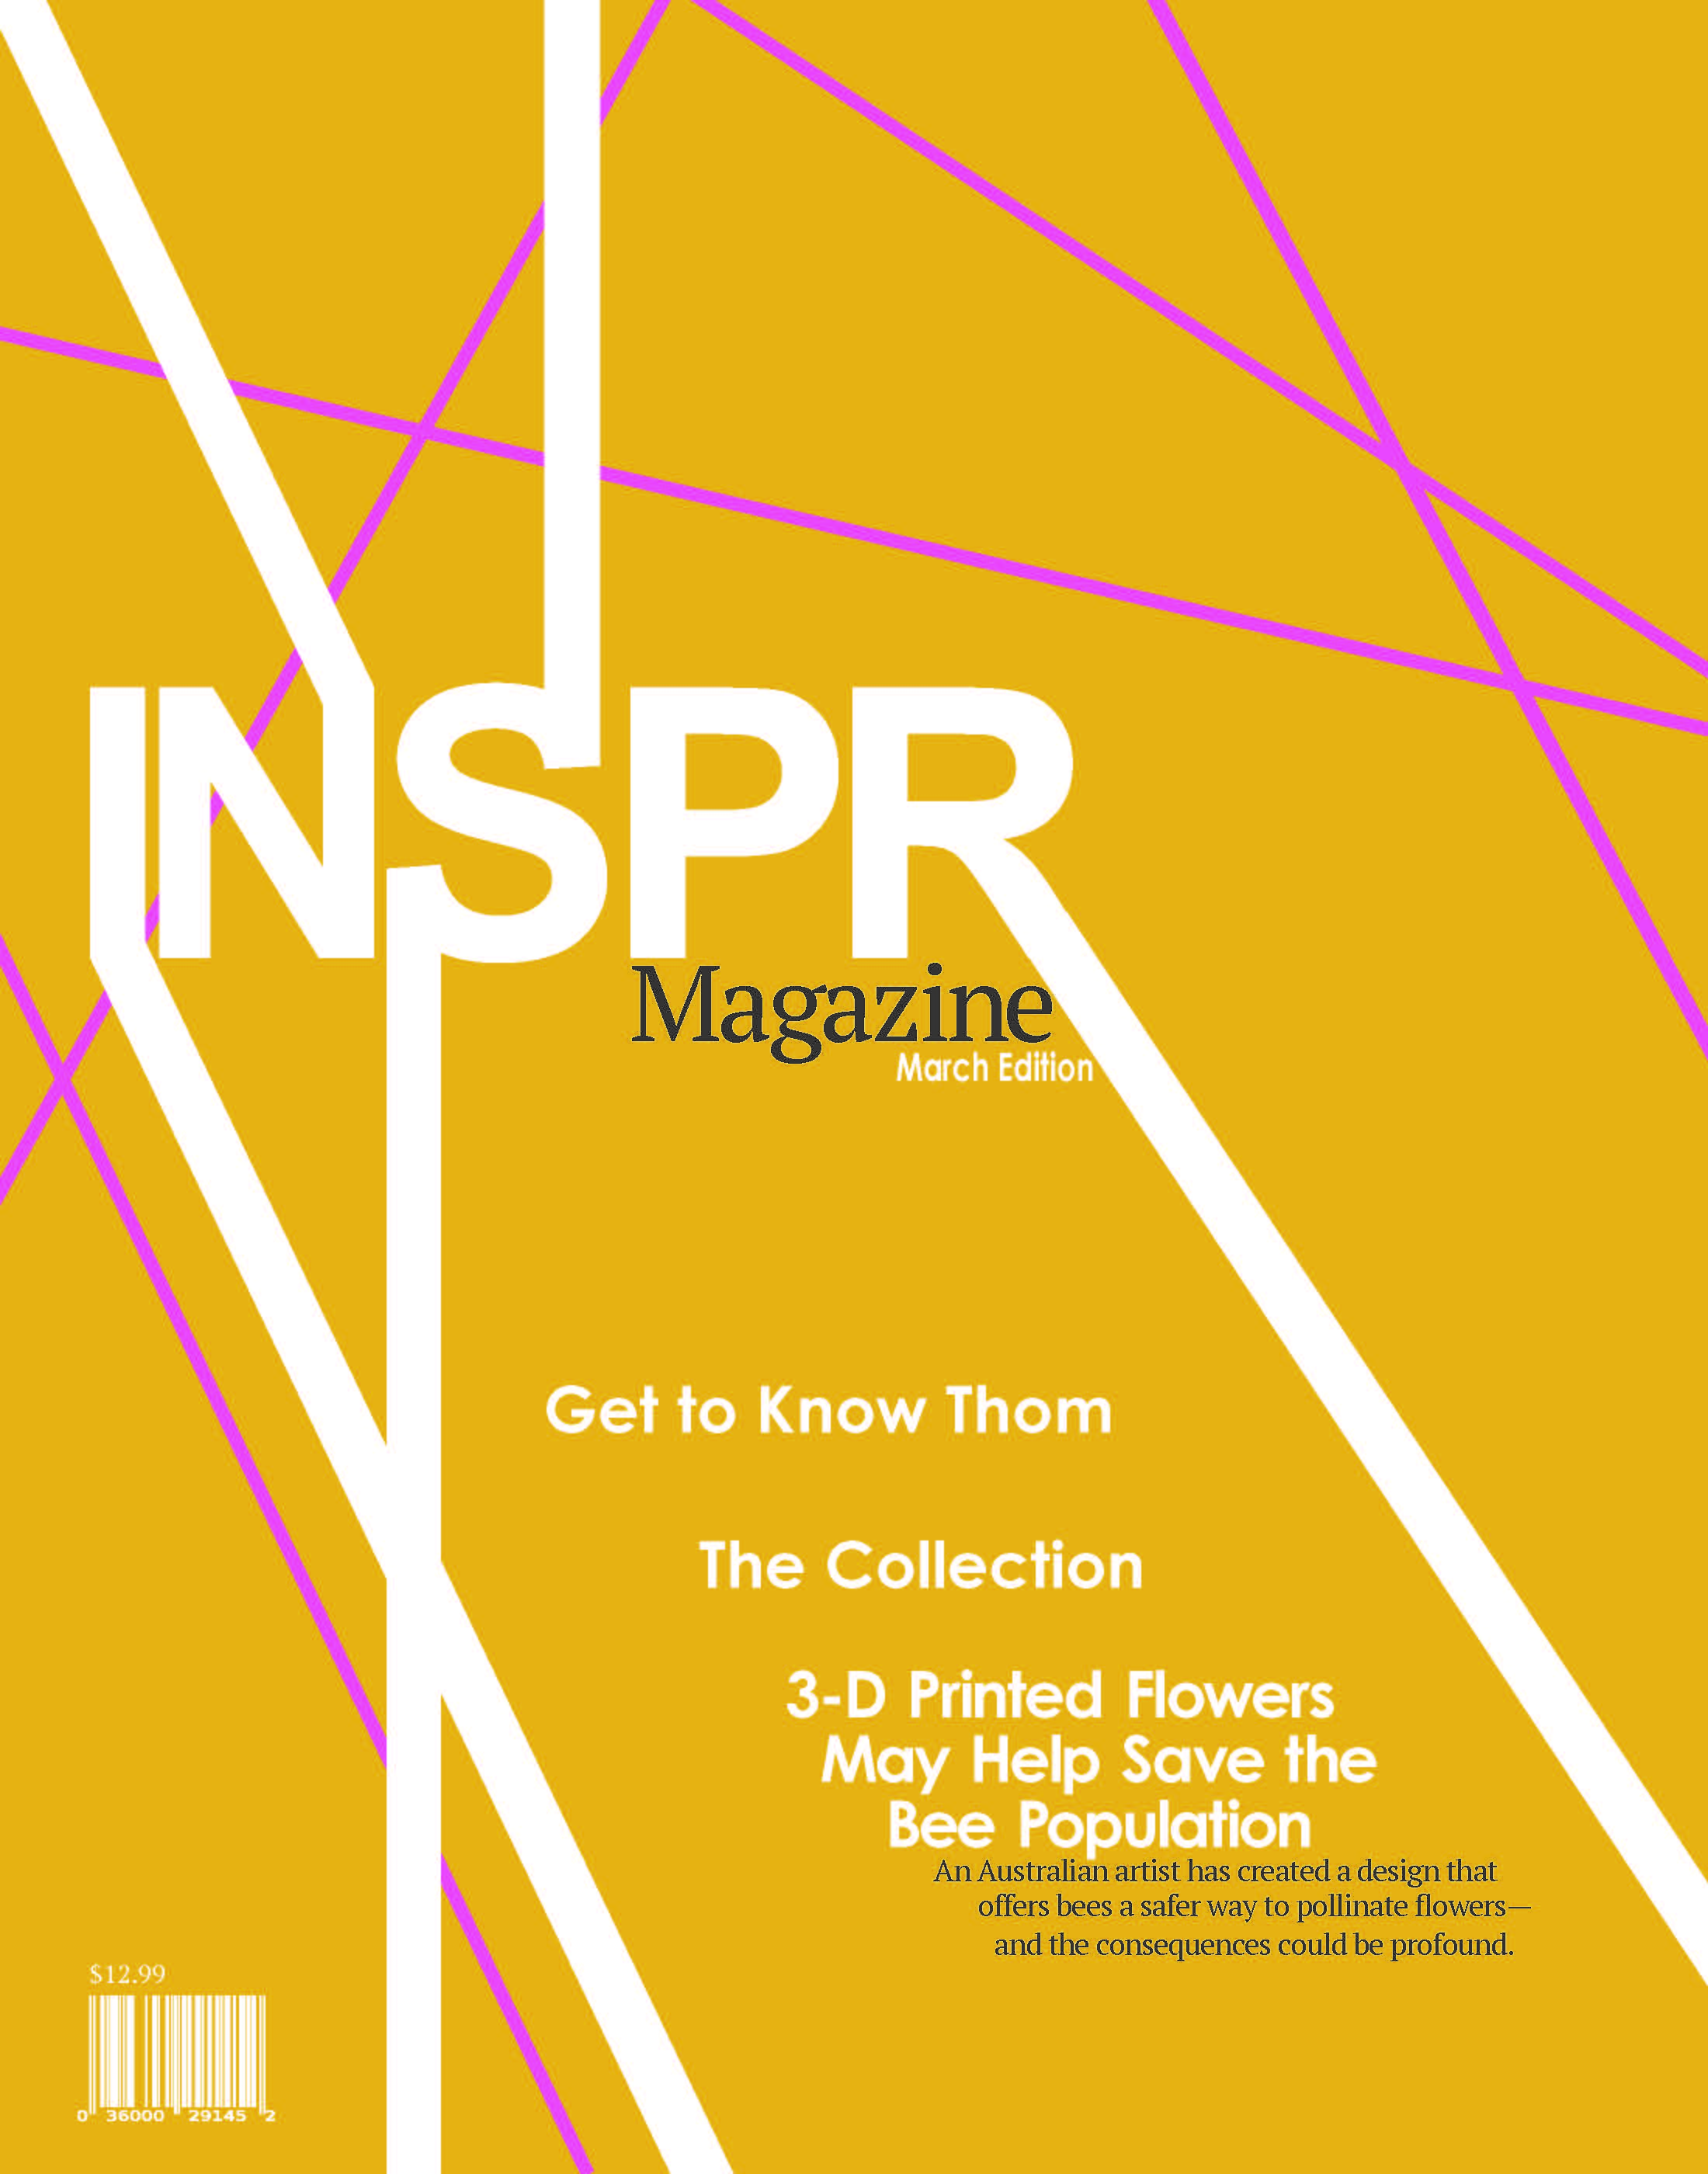 INSPR
Magazine
March Edition
Get to Know Thom
The Collection
3-D Printed Flowers
May Help Save the
Bee Population
An Australian artist has created a design that
offers bees a safer way to pollinate flowers—
and the consequences could be profound.
$12.99
0 36000 29145 2